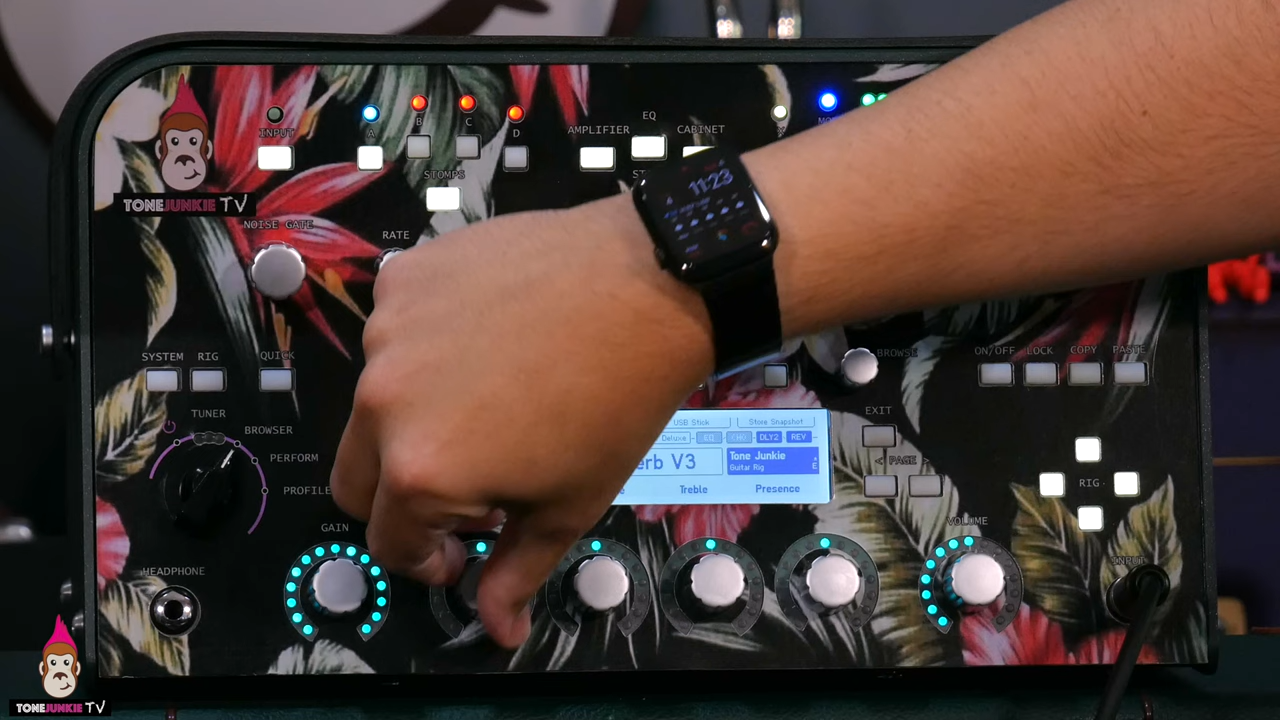 INPUT
A
B
C
D
AMPLIFIER
EQ
CABINET
STOMPS
TONEJUNKIE TV
NOISE GATE
RATE
11:23
SYSTEM
RIG
QUICK
BROWSE
ON/OFF
LOCK
COPY
PASTE
TUNER
BROWSER
PERFORM
PROFILE
EXIT
< PAGE >
RIG
USB Stick
Store Snapshot
Deluxe
EQ
DLY2
REV
erb V3
Tone Junkie
Guitar Rig
Treble
Presence
GAIN
VOLUME
HEADPHONE
INPUT
TONEJUNKIE TV